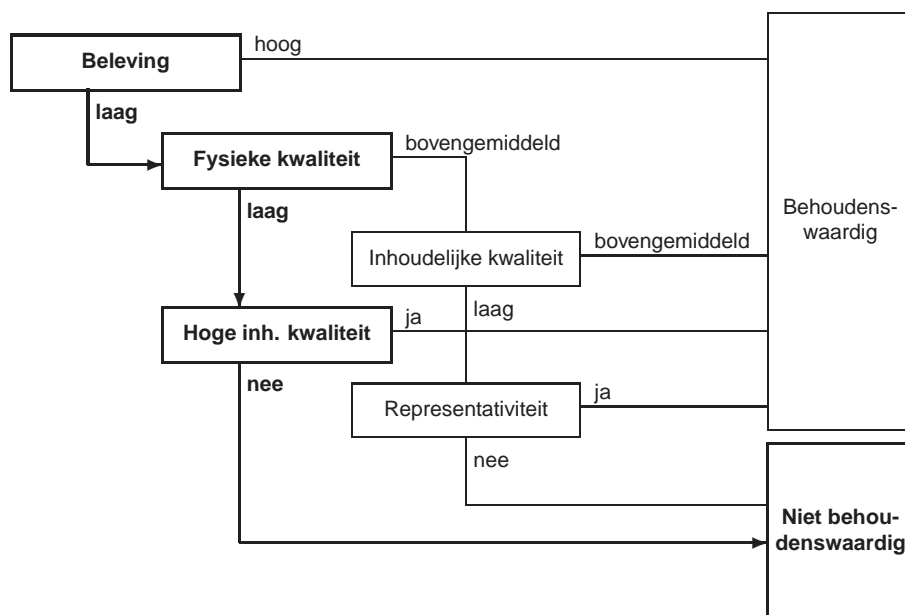 hoog
Beleving
laag
bovengemiddeld
Fysieke kwaliteit
laag
Behoudens-
waardig
bovengemiddeld
Inhoudelijke kwaliteit
laag
ja
Hoge inh. kwaliteit
nee
ja
Representativiteit
nee
Niet behou-
denswaardig